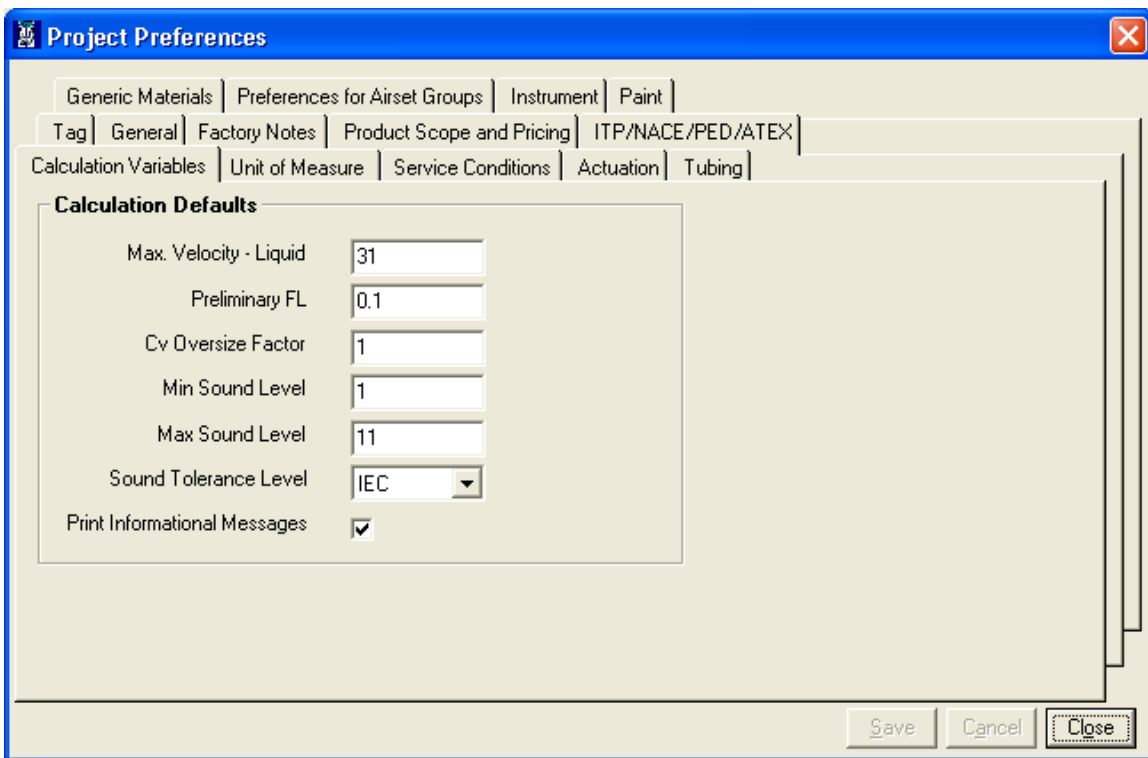 Project Preferences
Generic Materials Preferences for Airset Groups Instrument Paint
Tag General Factory Notes Product Scope and Pricing ITP/NACE/PED/ATEX
Calculation Variables Unit of Measure Service Conditions Actuation Tubing
Calculation Defaults
Max. Velocity - Liquid 31
Preliminary FL 0.1
Cv Oversize Factor 1
Min Sound Level 1
Max Sound Level 11
Sound Tolerance Level IEC
Print Informational Messages
Save Cancel Close